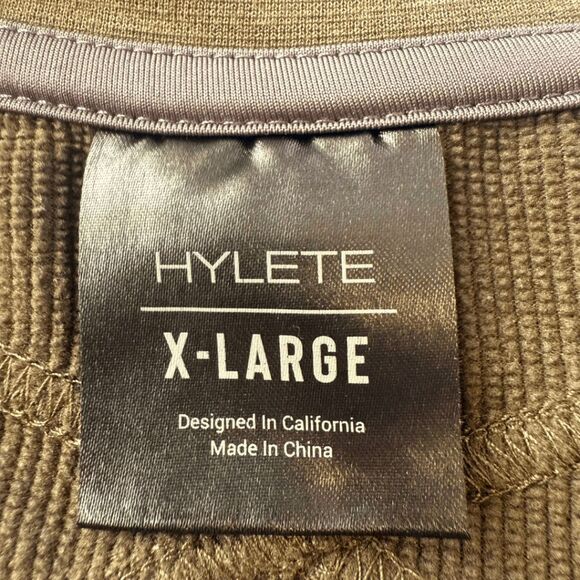 HYLETE
X-LARGE
Designed In California
Made In China